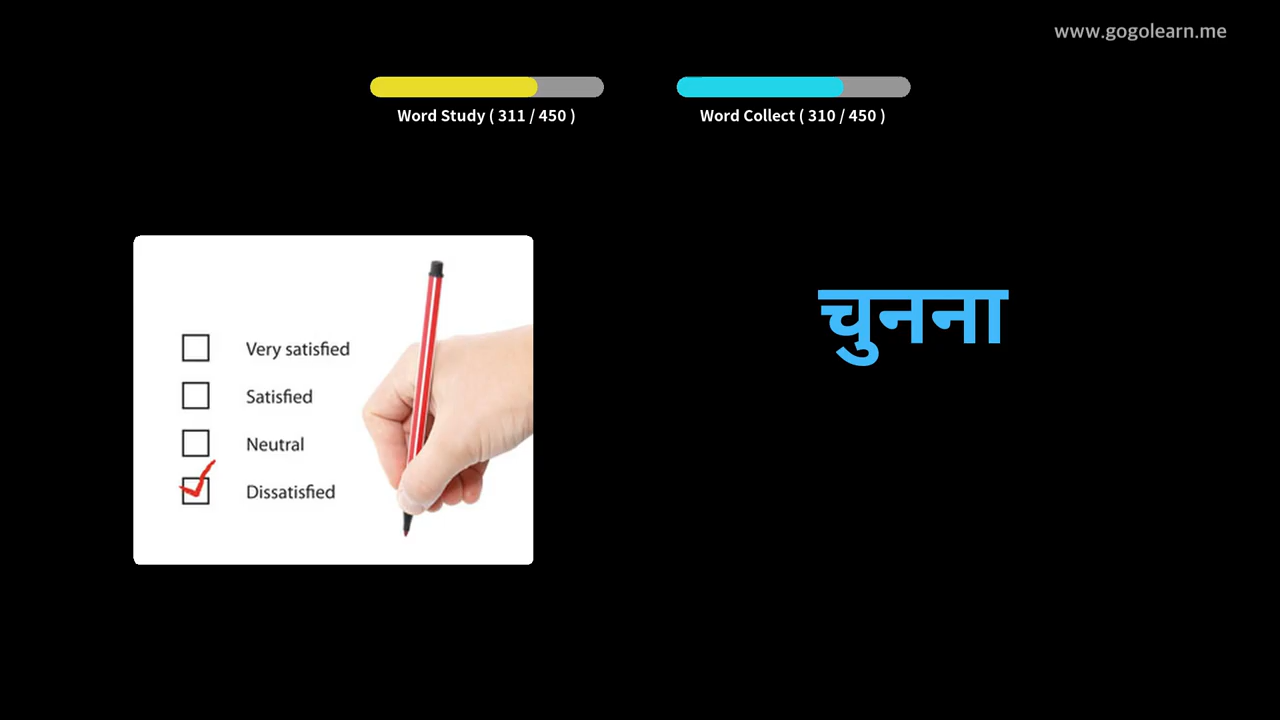 www.gogolearn.me
Word Study ( 311 / 450 )
Word Collect ( 310 / 450 )
चुनना
Very satisfied
Satisfied
Neutral
Dissatisfied